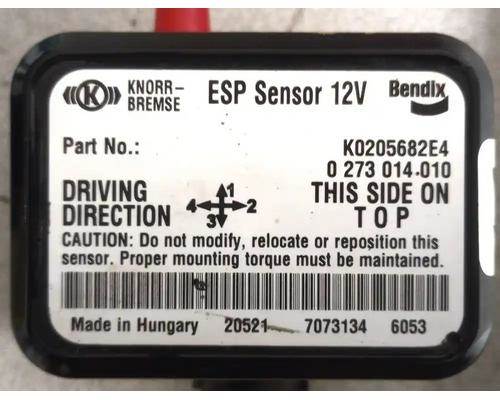 KNORR-BREMSE ESP Sensor 12V Bendix
Part No.: K0205682E4
0 273 014 010
DRIVING DIRECTION 1 2 3 4 THIS SIDE ON TOP
CAUTION: Do not modify, relocate or reposition this
sensor. Proper mounting torque must be maintained.
Made in Hungary 20521 7073134 6053